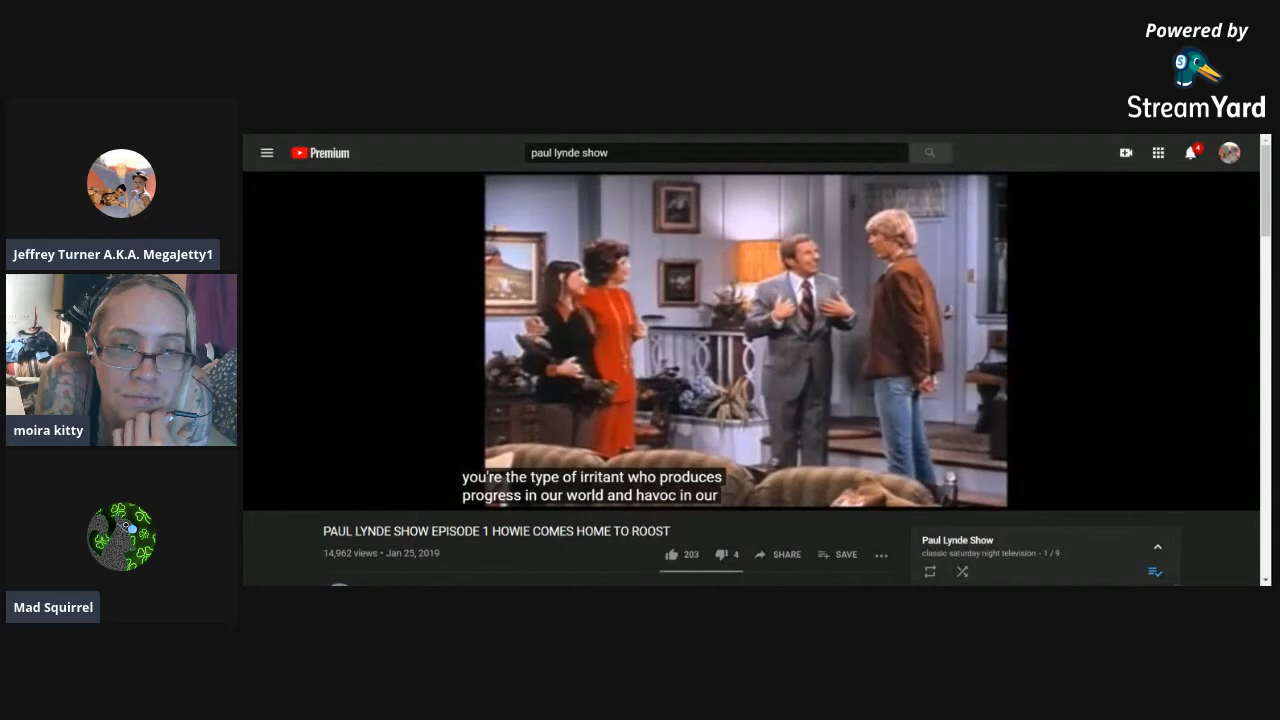 Powered by
StreamYard
Jeffrey Turner A.K.A. MegaJetty1
moira kitty
Mad Squirrel
Premium
paul lynde show
4
you're the type of irritant who produces
progress in our world and havoc in our
PAUL LYNDE SHOW EPISODE 1 HOWIE COMES HOME TO ROOST
14,962 views • Jan 25, 2019
203
4
SHARE
SAVE
Paul Lynde Show
classic saturday night television - 1 / 9